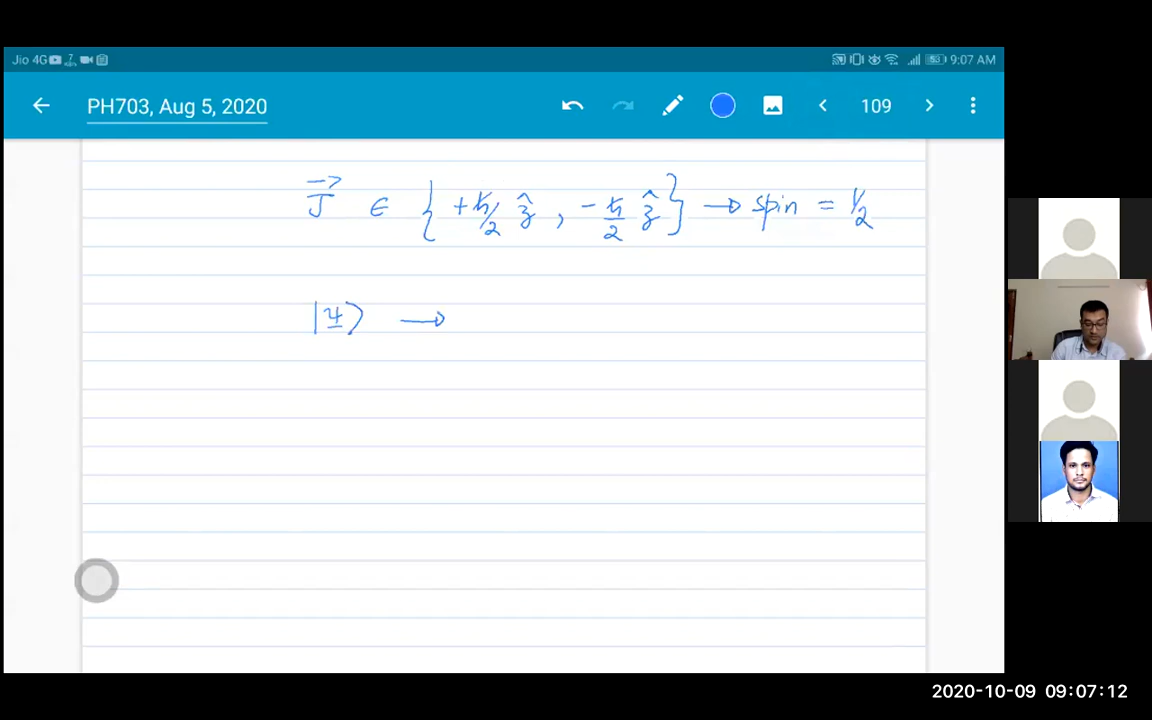 Jio 4G 9:07 AM
PH703, Aug 5, 2020 109
J⃗ ∈ { +ħ/2 ẑ , -ħ/2 ẑ } → spin = 1/2
|Ψ⟩ →
2020-10-09 09:07:12